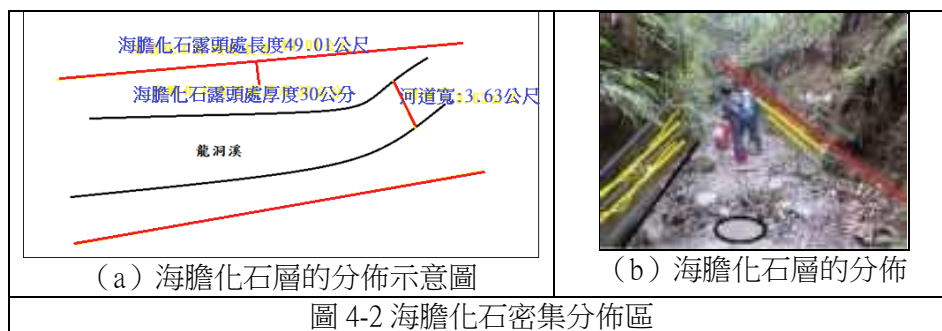 海膽化石露頭處長度49.01公尺
海膽化石露頭處厚度30公分
河道寬:3.63公尺
龍洞溪
（a）海膽化石層的分佈示意圖
（b）海膽化石層的分佈
圖 4-2 海膽化石密集分佈區